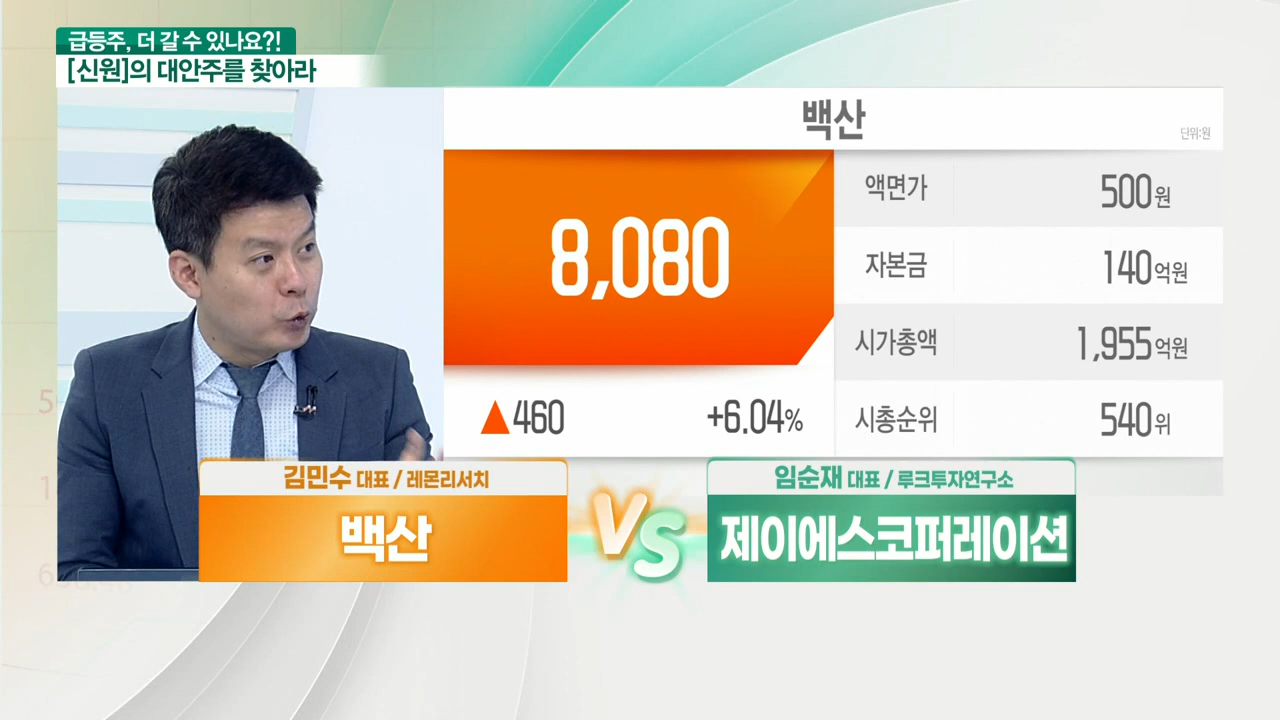 급등주, 더 갈 수 있나요?!
[신원]의 대안주를 찾아라
백산
단위:원
8,080
▲460 +6.04%
액면가 500원
자본금 140억원
시가총액 1,955억원
시총순위 540위
김민수 대표 / 레몬리서치
백산
VS
임순재 대표 / 루크투자연구소
제이에스코퍼레이션